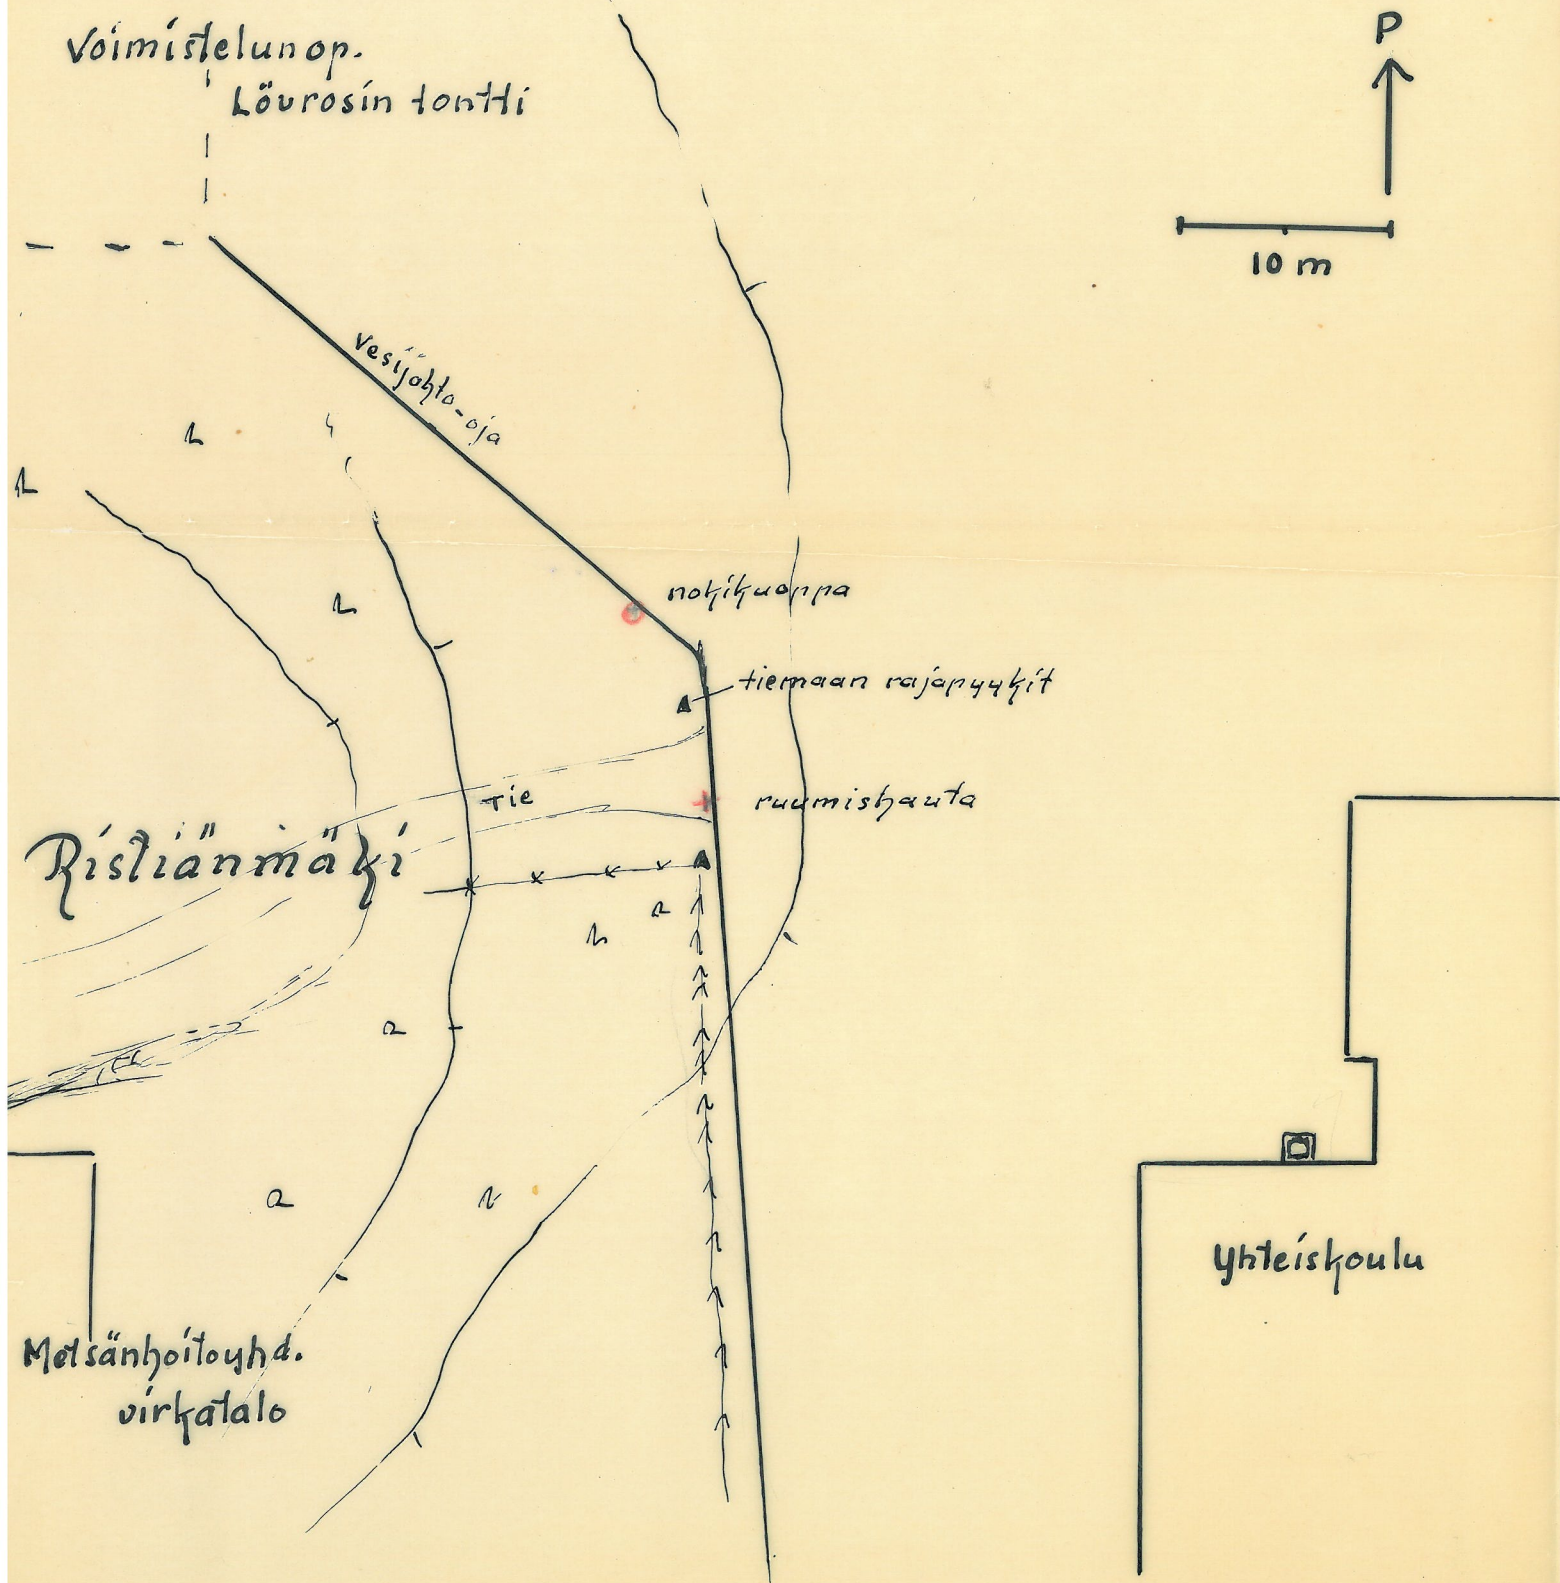 Voimistelunop.
Lövrosin tontti
P
10 m
Vesijohto-oja
nokikuoppa
tiemaan rajapyykit
Tie
ruumishauta
Ristiänmäki
Yhteiskoulu
Metsänhoitoyhd.
virkatalo